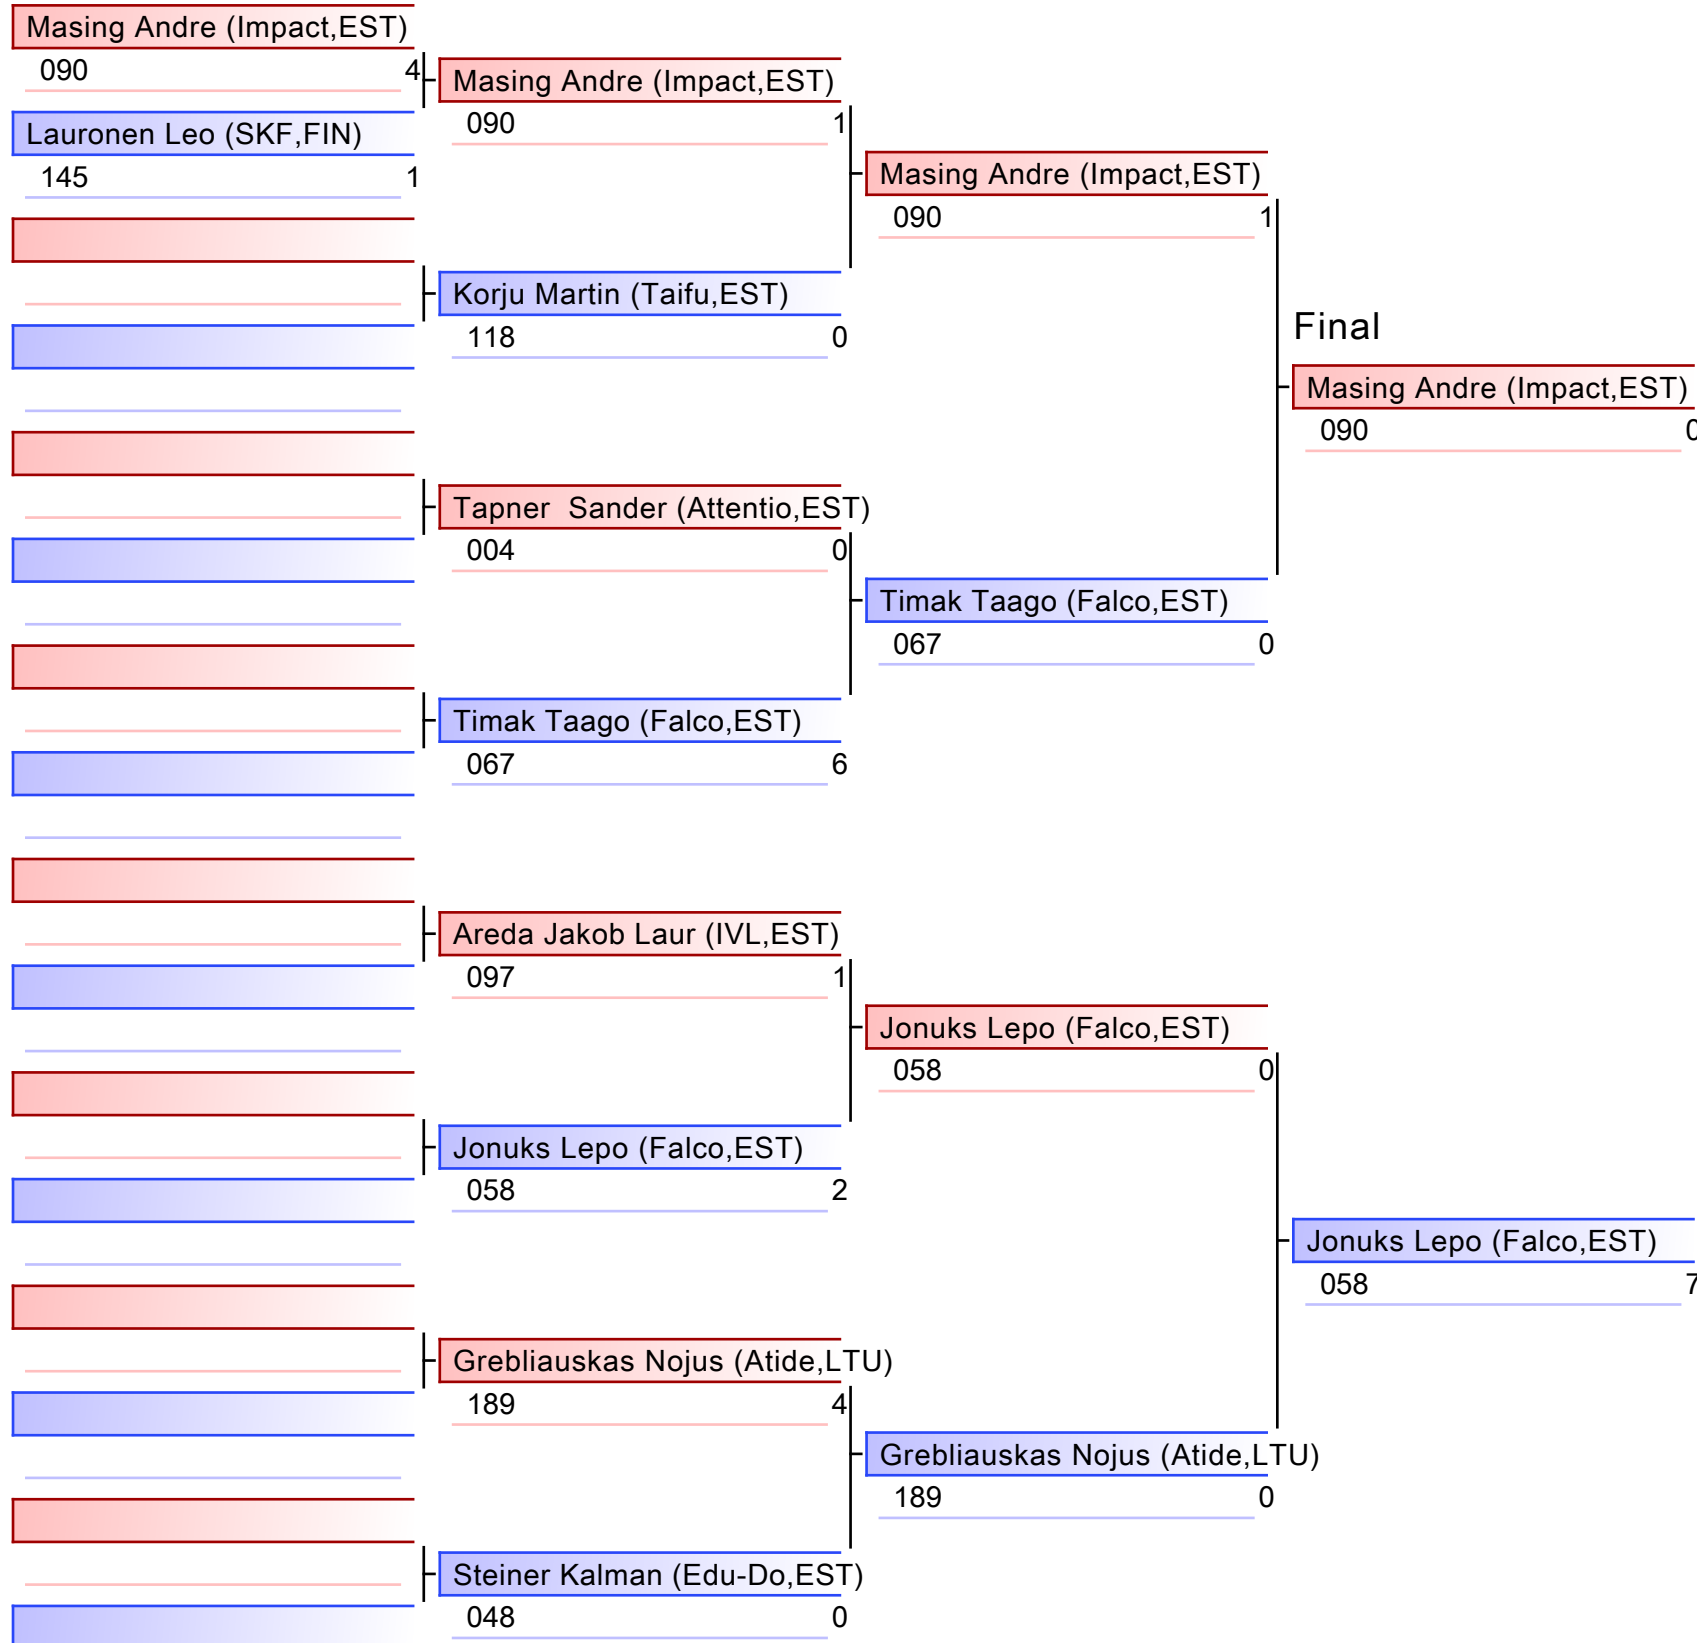 Masing Andre (Impact,EST)
090 4
Lauronen Leo (SKF,FIN)
145 1
Masing Andre (Impact,EST)
090 1
Korju Martin (Taifu,EST)
118 0
Tapner  Sander (Attentio,EST)
004 0
Timak Taago (Falco,EST)
067 6
Areda Jakob Laur (IVL,EST)
097 1
Jonuks Lepo (Falco,EST)
058 2
Grebliauskas Nojus (Atide,LTU)
189 4
Steiner Kalman (Edu-Do,EST)
048 0
Masing Andre (Impact,EST)
090 1
Timak Taago (Falco,EST)
067 0
Jonuks Lepo (Falco,EST)
058 0
Grebliauskas Nojus (Atide,LTU)
189 0
Final
Masing Andre (Impact,EST)
090 0
Jonuks Lepo (Falco,EST)
058 7